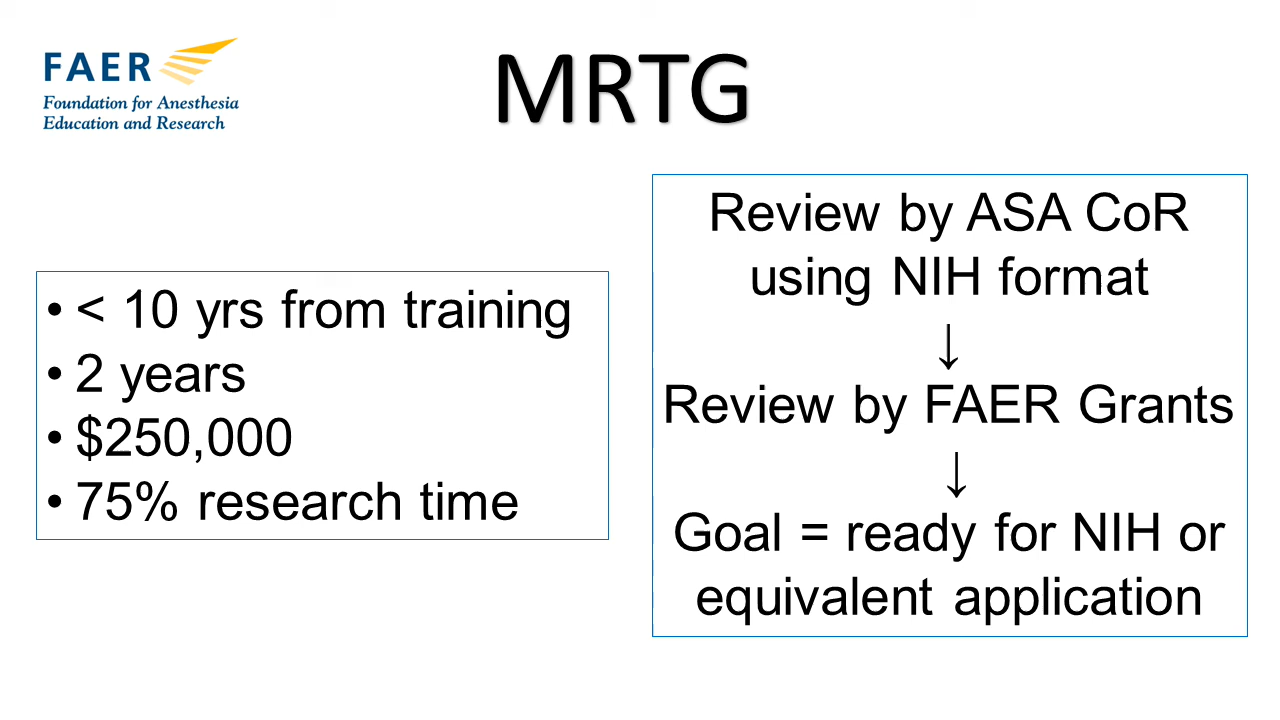 FAER
Foundation for Anesthesia
Education and Research
MRTG
• < 10 yrs from training
• 2 years
• $250,000
• 75% research time
Review by ASA CoR
using NIH format
↓
Review by FAER Grants
↓
Goal = ready for NIH or
equivalent application